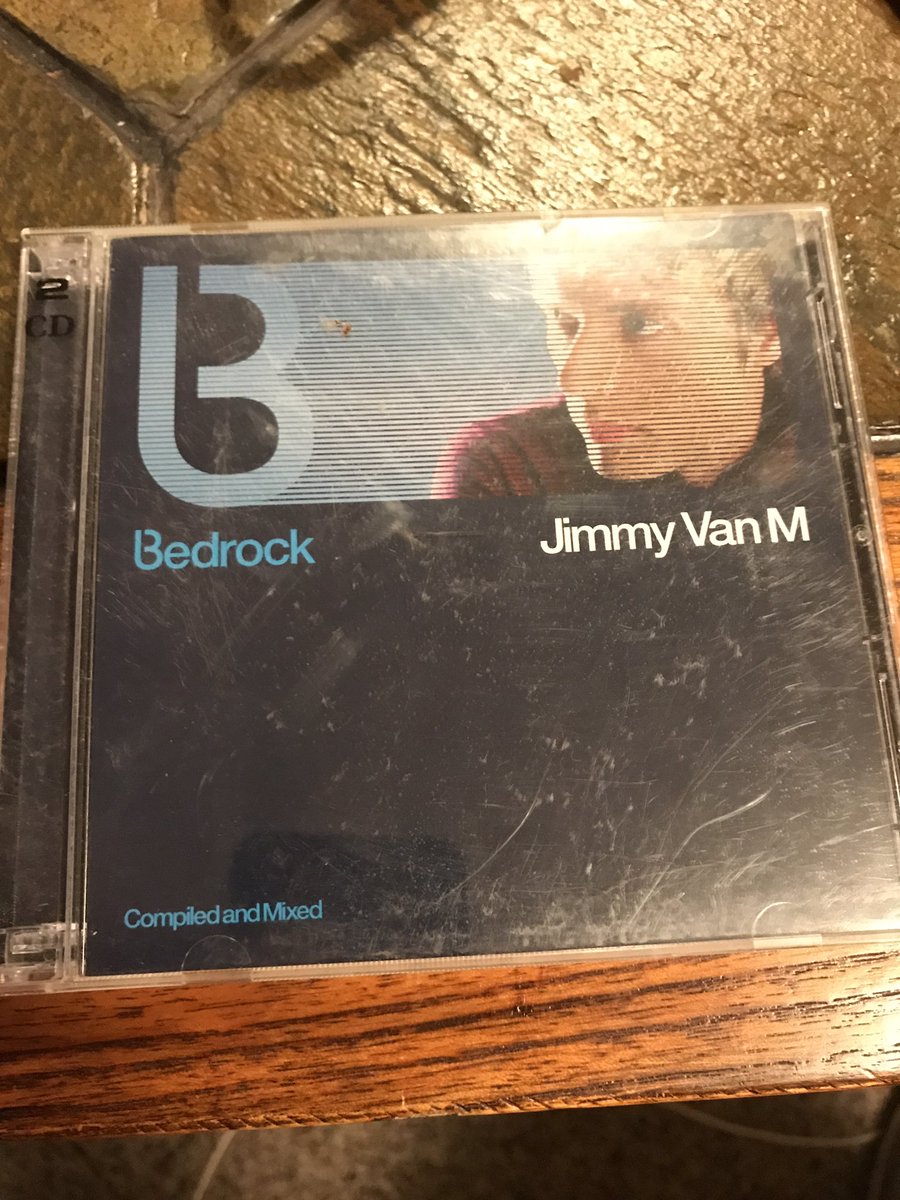 2
CD
B
Bedrock
Jimmy Van M
Compiled and Mixed